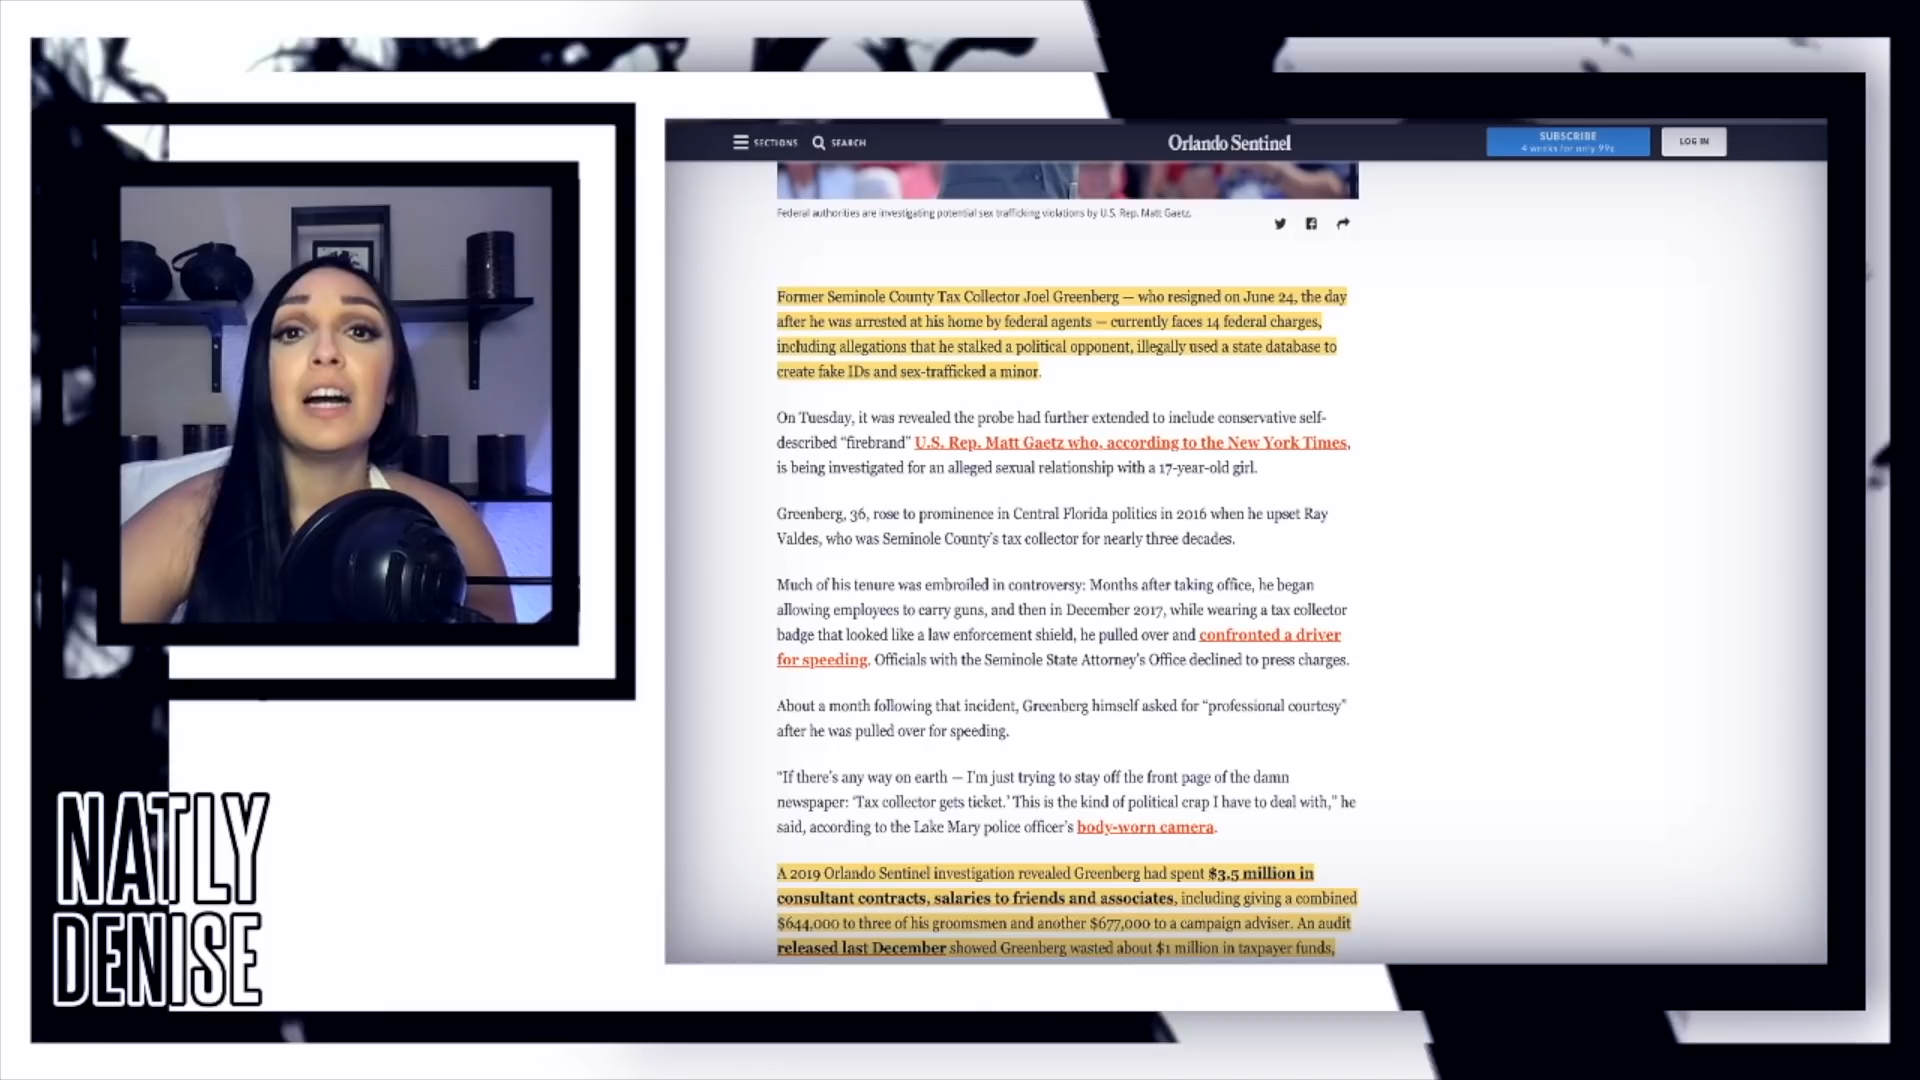 SECTIONS SEARCH Orlando Sentinel SUBSCRIBE
4 weeks for only 99¢
LOG IN
Federal authorities are investigating potential sex trafficking violations by U.S. Rep. Matt Gaetz.
Former Seminole County Tax Collector Joel Greenberg — who resigned on June 24, the day
after he was arrested at his home by federal agents — currently faces 14 federal charges,
including allegations that he stalked a political opponent, illegally used a state database to
create fake IDs and sex-trafficked a minor.
On Tuesday, it was revealed the probe had further extended to include conservative self-
described “firebrand” U.S. Rep. Matt Gaetz who, according to the New York Times,
is being investigated for an alleged sexual relationship with a 17-year-old girl.
Greenberg, 36, rose to prominence in Central Florida politics in 2016 when he upset Ray
Valdes, who was Seminole County’s tax collector for nearly three decades.
Much of his tenure was embroiled in controversy: Months after taking office, he began
allowing employees to carry guns, and then in December 2017, while wearing a tax collector
badge that looked like a law enforcement shield, he pulled over and confronted a driver
for speeding. Officials with the Seminole State Attorney’s Office declined to press charges.
About a month following that incident, Greenberg himself asked for “professional courtesy”
after he was pulled over for speeding.
“If there’s any way on earth — I’m just trying to stay off the front page of the damn
newspaper: ‘Tax collector gets ticket.’ This is the kind of political crap I have to deal with,” he
said, according to the Lake Mary police officer’s body-worn camera.
A 2019 Orlando Sentinel investigation revealed Greenberg had spent $3.5 million in
consultant contracts, salaries to friends and associates, including giving a combined
$644,000 to three of his groomsmen and another $677,000 to a campaign adviser. An audit
released last December showed Greenberg wasted about $1 million in taxpayer funds,
NATLY
DENISE